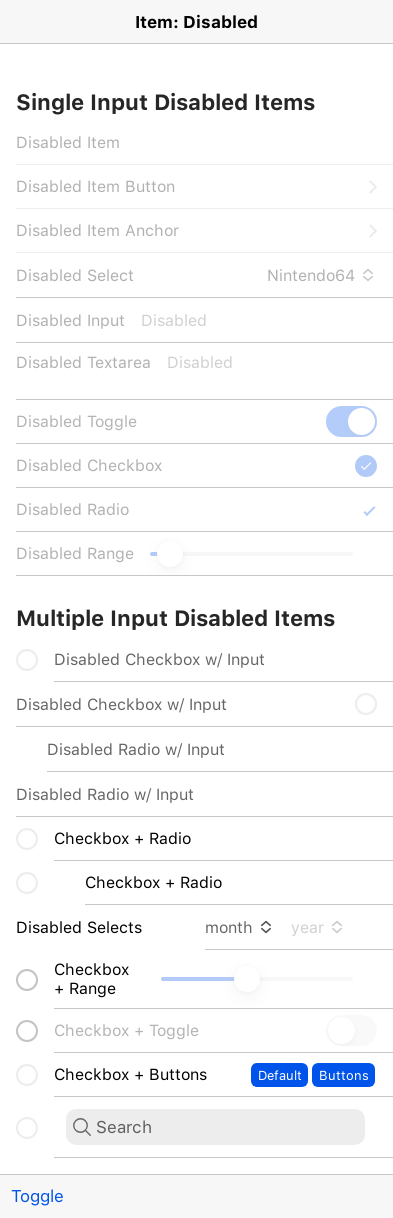 Item: Disabled
Single Input Disabled Items
Disabled Item
Disabled Item Button
Disabled Item Anchor
Disabled Select Nintendo64
Disabled Input Disabled
Disabled Textarea Disabled
Disabled Toggle
Disabled Checkbox
Disabled Radio
Disabled Range
Multiple Input Disabled Items
Disabled Checkbox w/ Input
Disabled Checkbox w/ Input
Disabled Radio w/ Input
Disabled Radio w/ Input
Checkbox + Radio
Checkbox + Radio
Disabled Selects month year
Checkbox
+ Range
Checkbox + Toggle
Checkbox + Buttons Default Buttons
Search
Toggle